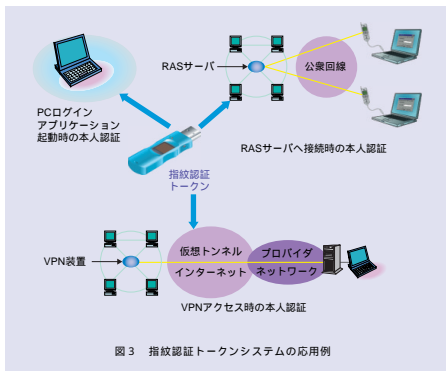 RASサーバ
公衆回線
PCログイン
アプリケーション
起動時の本人認証
RASサーバへ接続時の本人認証
指紋認証
トークン
仮想トンネル
プロバイダ
VPN装置
インターネット
ネットワーク
VPNアクセス時の本人認証
図3 指紋認証トークンシステムの応用例